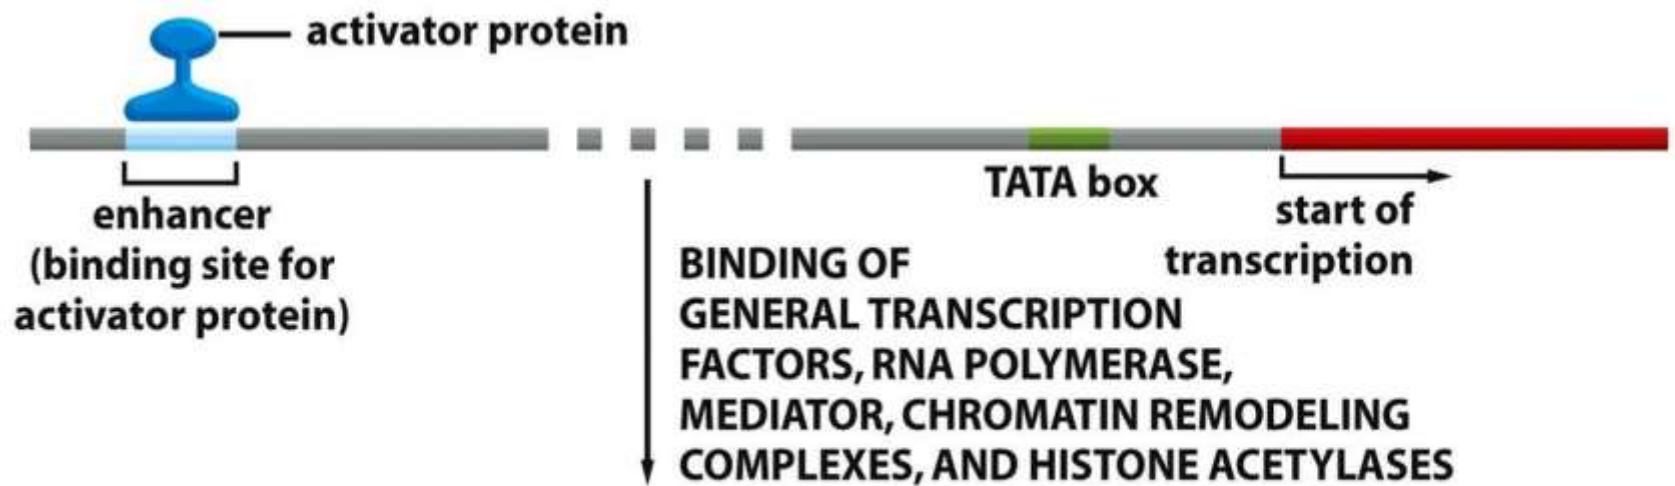 activator protein
enhancer
(binding site for
activator protein)
TATA box
start of
transcription
BINDING OF
GENERAL TRANSCRIPTION
FACTORS, RNA POLYMERASE,
MEDIATOR, CHROMATIN REMODELING
COMPLEXES, AND HISTONE ACETYLASES